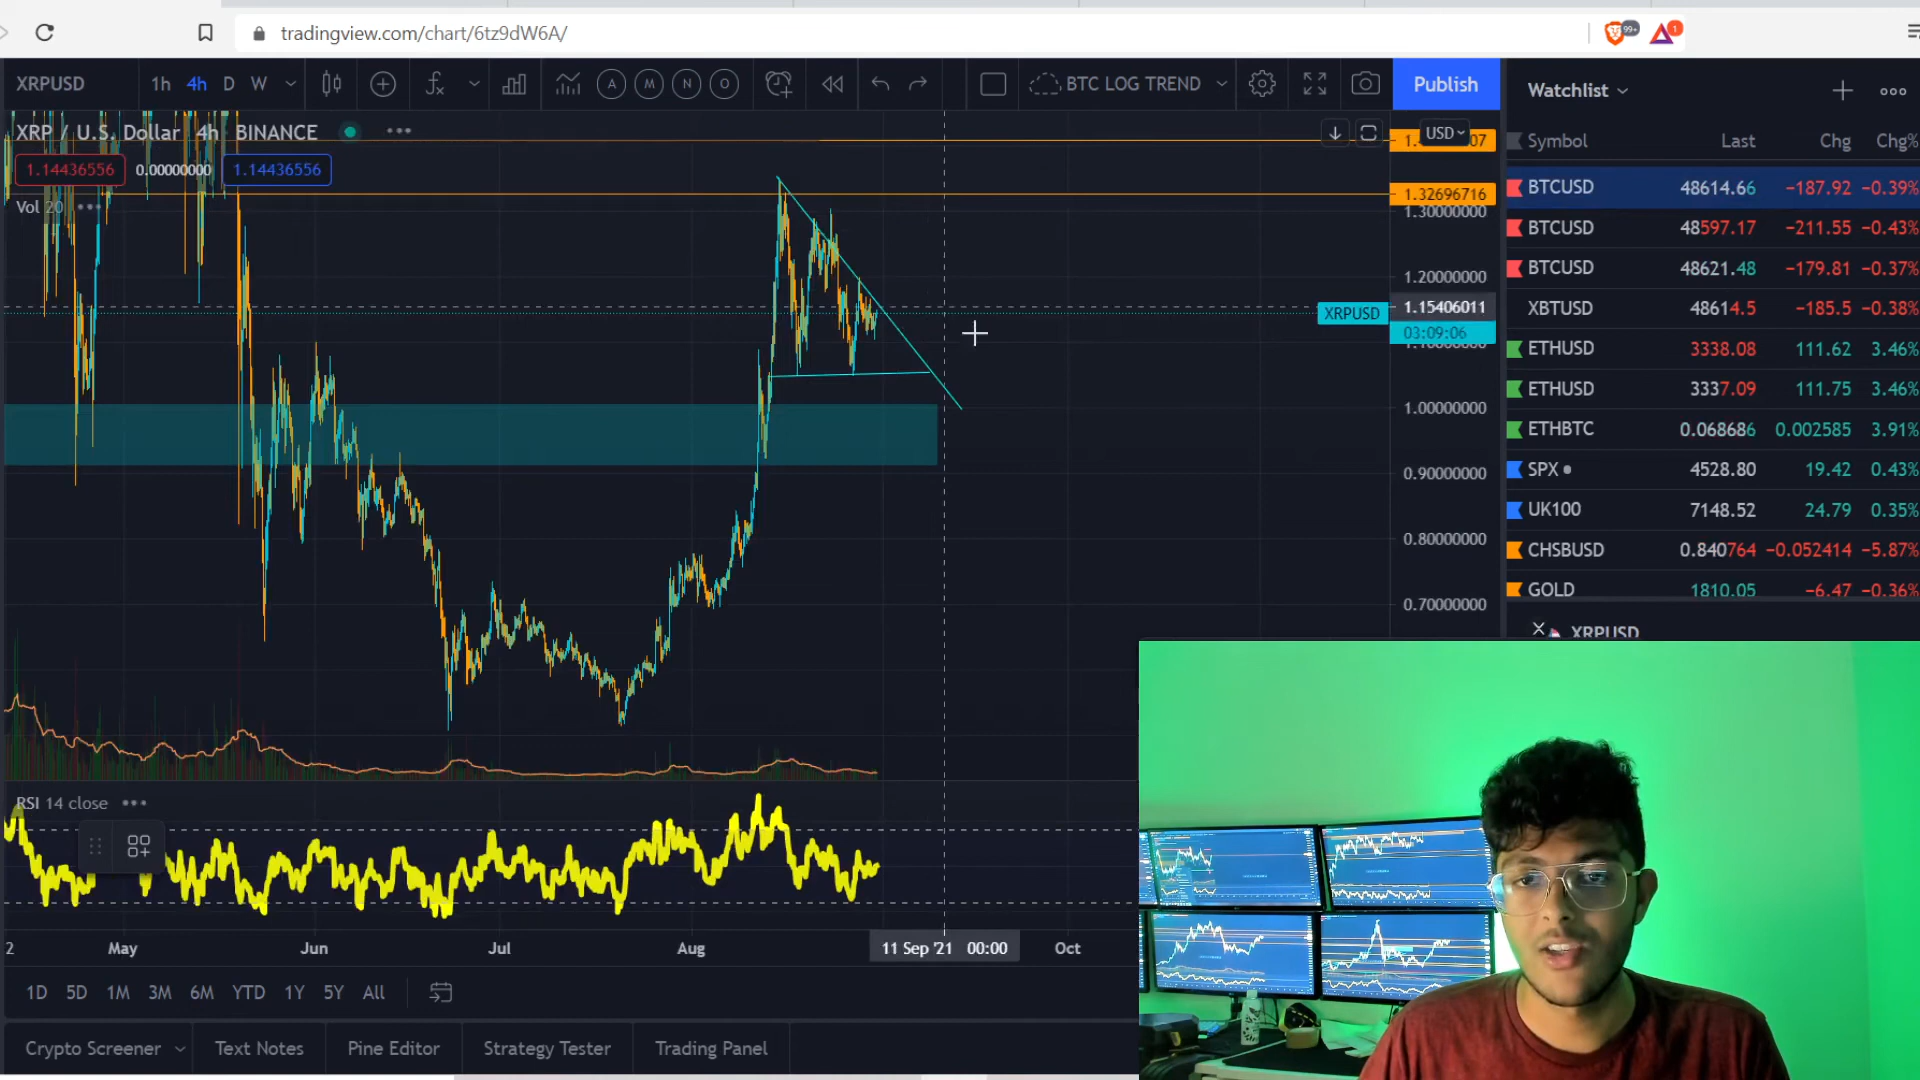 tradingview.com/chart/6tz9dW6A/
99+
1
XRPUSD
1h 4h D W
A M N O
BTC LOG TREND
Publish
Watchlist
XRP / U.S. Dollar 4h BINANCE
USD
1.14436556 0.00000000 1.14436556
Vol 20
Symbol Last Chg Chg%
BTCUSD 48614.66 −187.92 −0.39%
BTCUSD 48597.17 −211.55 −0.43%
BTCUSD 48621.48 −179.81 −0.37%
XBTUSD 48614.5 −185.5 −0.38%
ETHUSD 3338.08 111.62 3.46%
ETHUSD 3337.09 111.75 3.46%
ETHBTC 0.068686 0.002585 3.91%
SPX 4528.80 19.42 0.43%
UK100 7148.52 24.79 0.35%
CHSBUSD 0.840764 −0.052414 −5.87%
GOLD 1810.05 −6.47 −0.36%
XRPUSD
1.32696716
1.30000000
1.20000000
1.15406011
XRPUSD
03:09:06
1.00000000
0.90000000
0.80000000
0.70000000
RSI 14 close
2 May Jun Jul Aug 11 Sep '21 00:00 Oct
1D 5D 1M 3M 6M YTD 1Y 5Y All
Crypto Screener Text Notes Pine Editor Strategy Tester Trading Panel